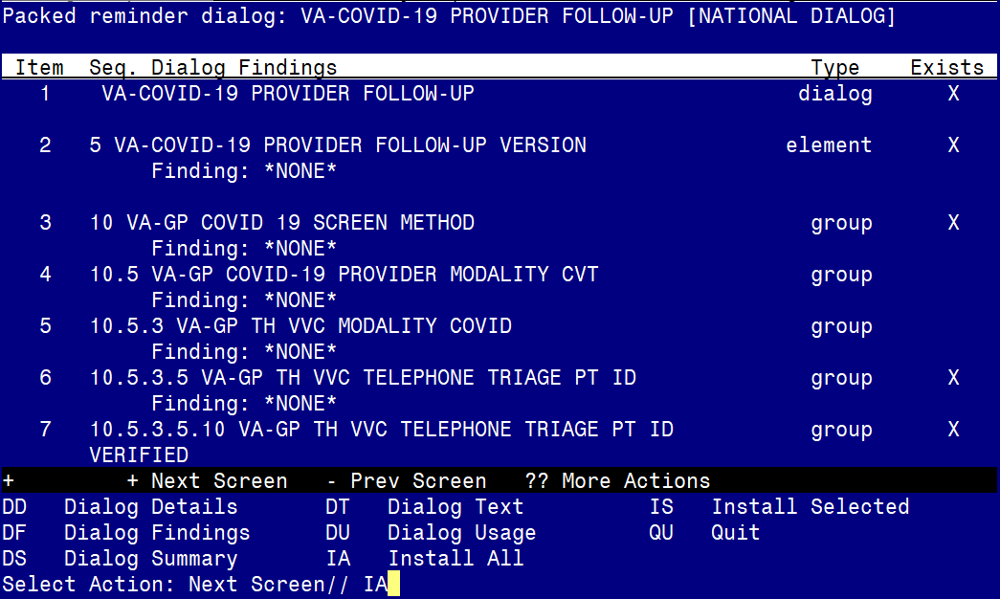 Packed reminder dialog: VA-COVID-19 PROVIDER FOLLOW-UP [NATIONAL DIALOG]
Item Seq. Dialog Findings Type Exists
1 VA-COVID-19 PROVIDER FOLLOW-UP dialog X
2 5 VA-COVID-19 PROVIDER FOLLOW-UP VERSION element X
Finding: *NONE*
3 10 VA-GP COVID 19 SCREEN METHOD group X
Finding: *NONE*
4 10.5 VA-GP COVID-19 PROVIDER MODALITY CVT group
Finding: *NONE*
5 10.5.3 VA-GP TH VVC MODALITY COVID group
Finding: *NONE*
6 10.5.3.5 VA-GP TH VVC TELEPHONE TRIAGE PT ID group X
Finding: *NONE*
7 10.5.3.5.10 VA-GP TH VVC TELEPHONE TRIAGE PT ID group X
VERIFIED
+ + Next Screen - Prev Screen ?? More Actions
DD Dialog Details DT Dialog Text IS Install Selected
DF Dialog Findings DU Dialog Usage QU Quit
DS Dialog Summary IA Install All
Select Action: Next Screen// IA